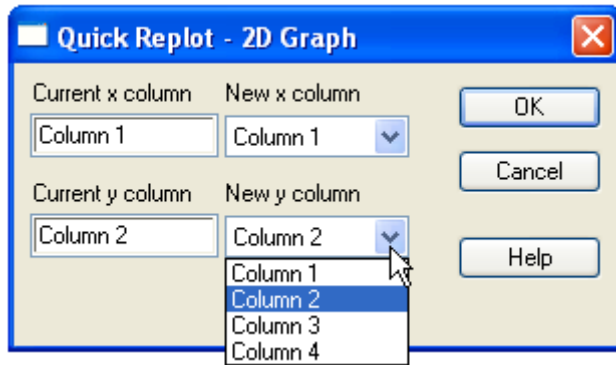 Quick Replot - 2D Graph
Current x column New x column
Column 1 Column 1
OK
Cancel
Current y column New y column
Column 2 Column 2
Help
Column 1
Column 2
Column 3
Column 4